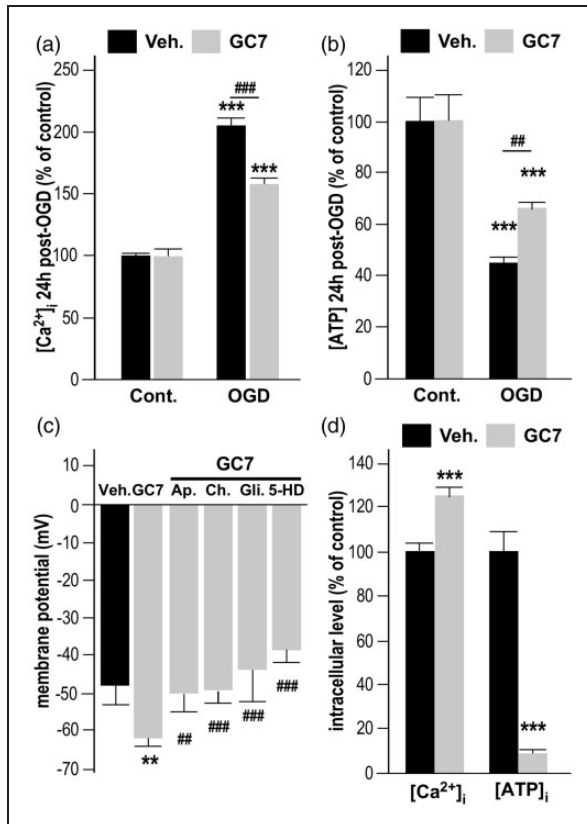 (a)
Veh. GC7
[Ca2+]i 24h post-OGD (% of control)
250
200
150
100
50
0
###
***
***
Cont. OGD
(b)
Veh. GC7
[ATP] 24h post-OGD (% of control)
120
100
80
60
40
20
0
##
***
***
Cont. OGD
(c)
GC7
Veh. GC7 Ap. Ch. Gli. 5-HD
membrane potential (mV)
10
0
-10
-20
-30
-40
-50
-60
-70
**
##
###
###
###
(d)
Veh. GC7
intracellular level (% of control)
140
120
100
80
60
40
20
0
***
***
[Ca2+]i [ATP]i